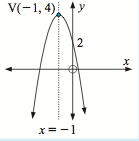 V(−1, 4)
y
2
x
x = −1